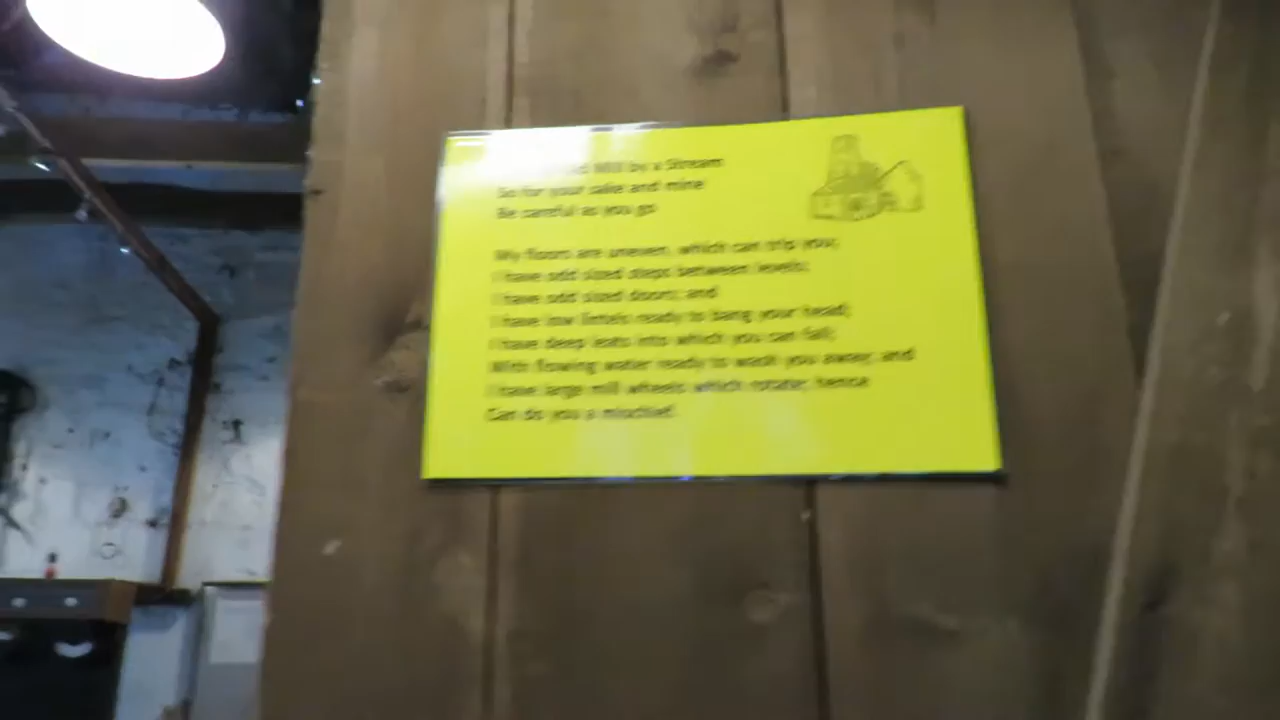 Mill by a Stream
So for your sake and mine
Be careful as you go
My floors are uneven, which can trip you;
I have odd sized steps between levels;
I have odd sized doors; and
I have low lintels ready to bang your head;
I have deep leats into which you can fall;
With flowing water ready to wash you away; and
I have large mill wheels which rotate; hence
Can do you a mischief!